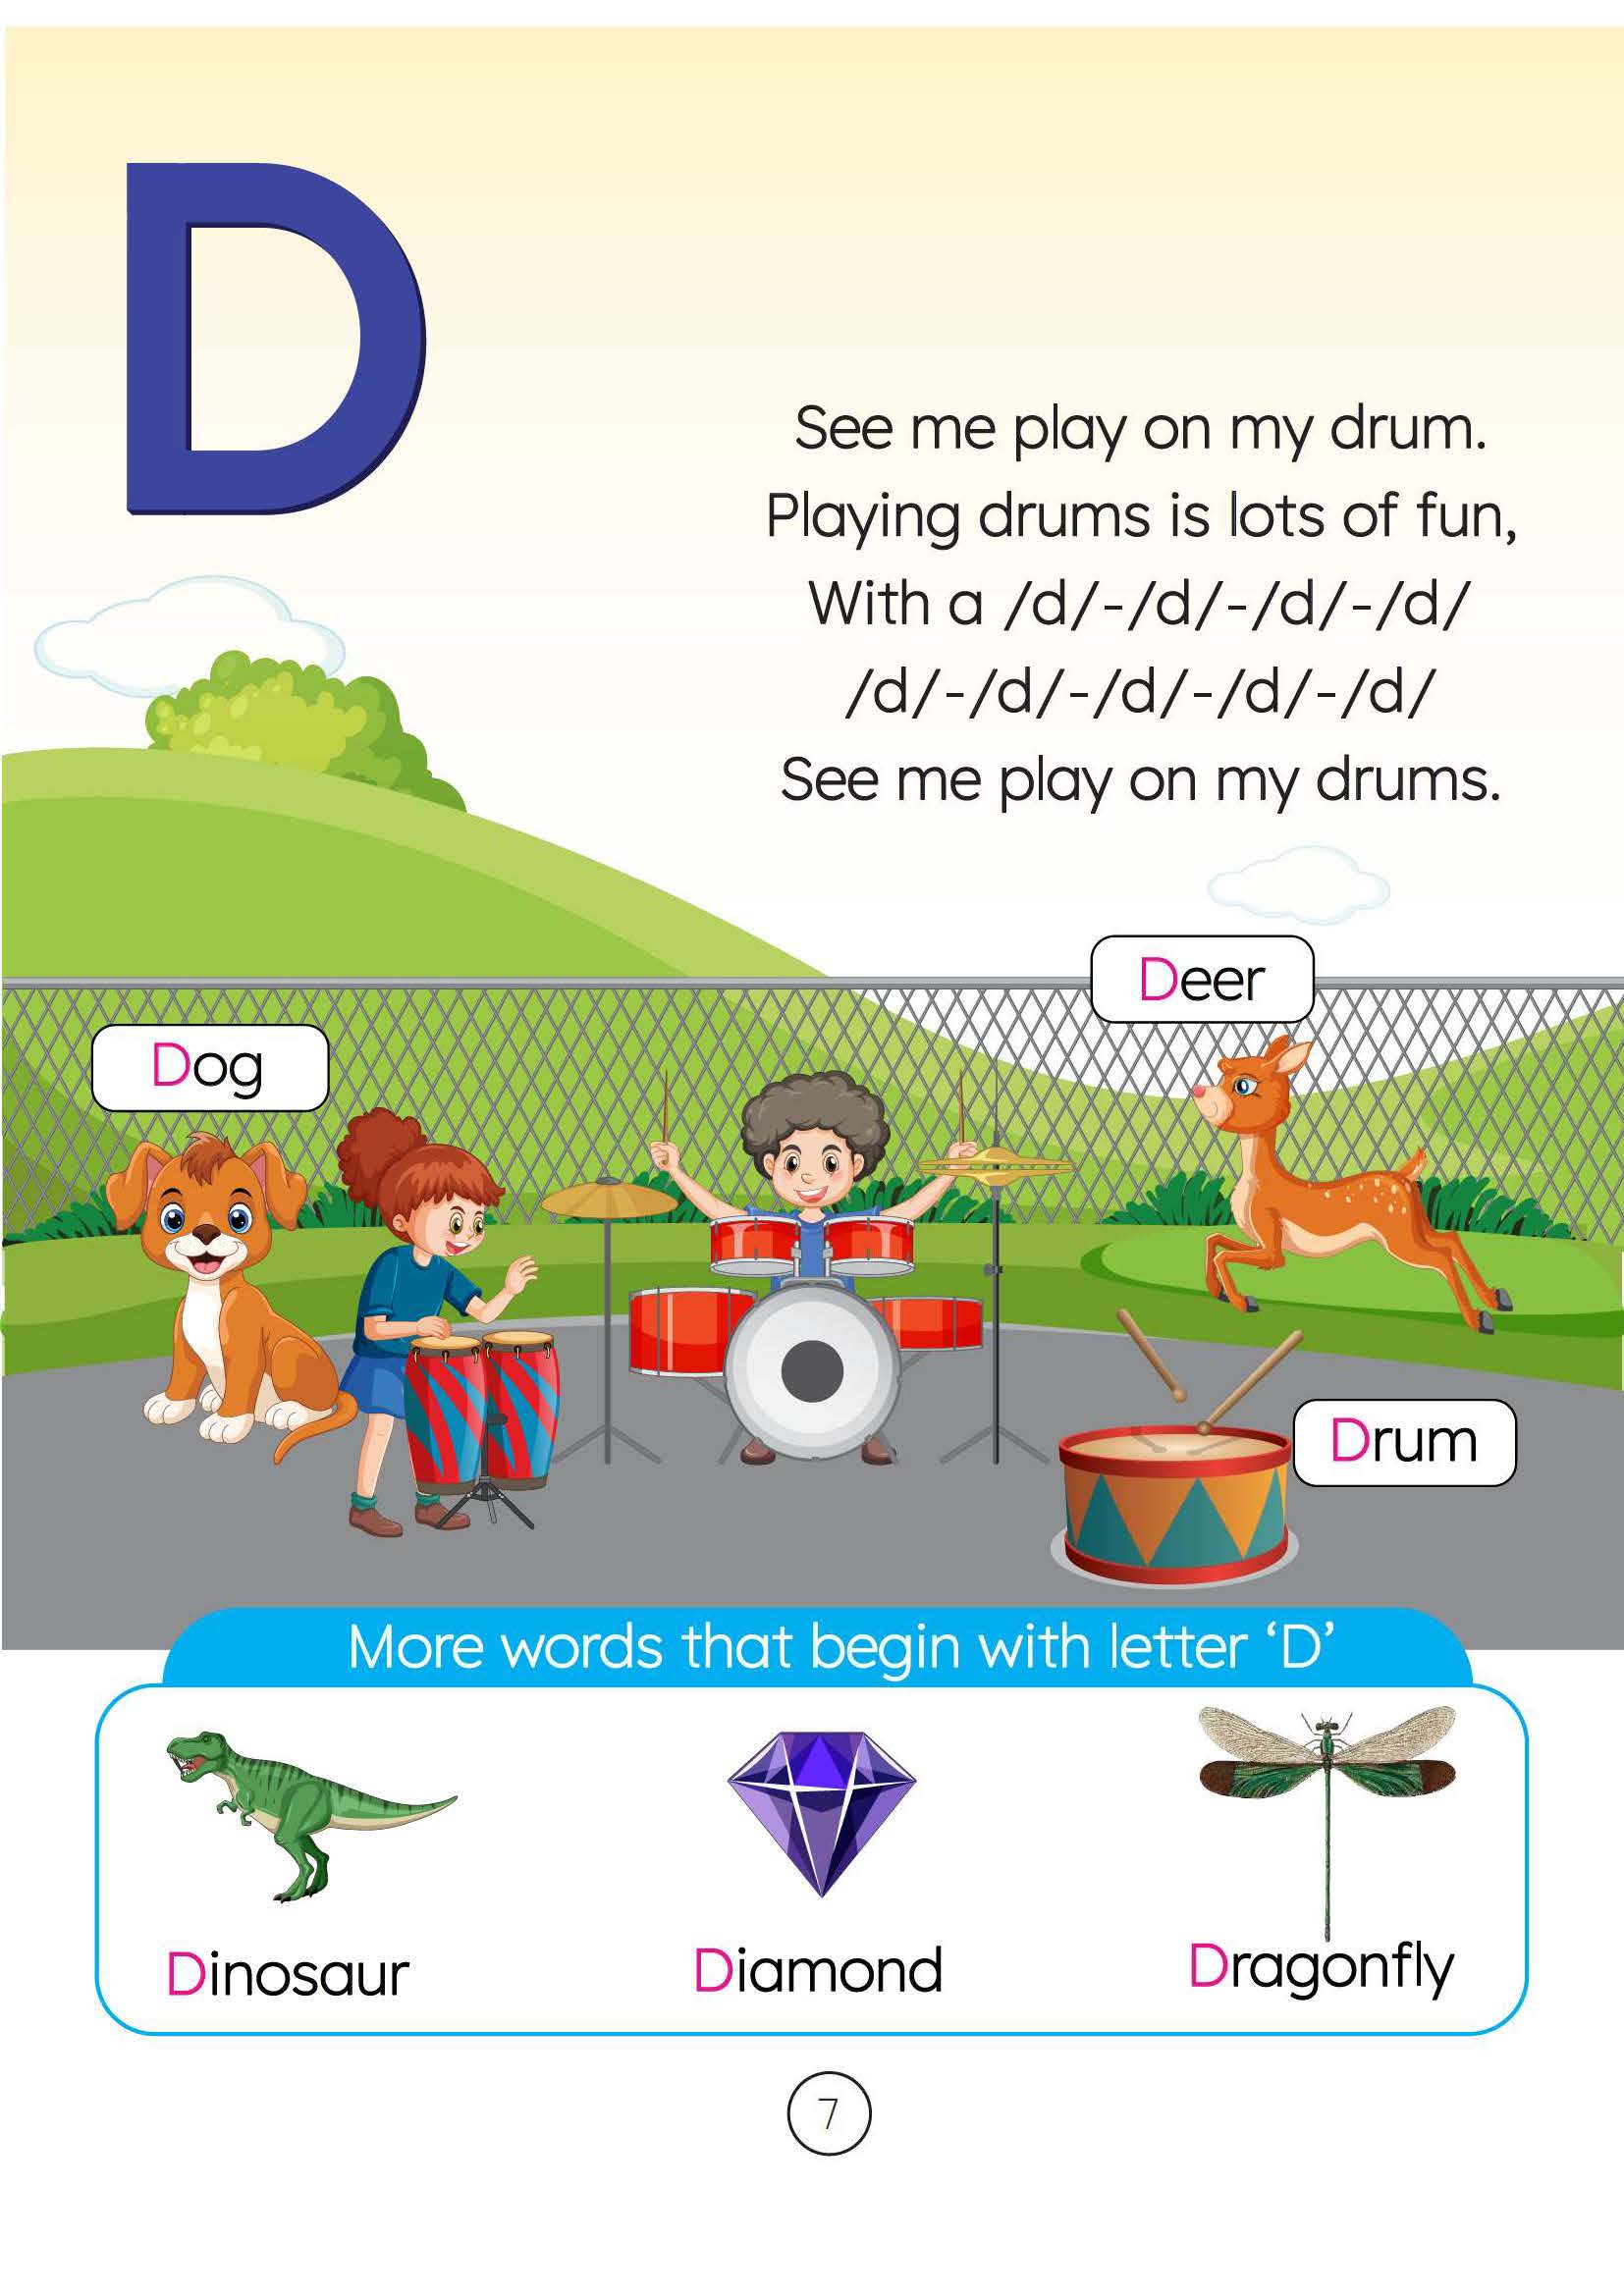 D
See me play on my drum.
Playing drums is lots of fun,
With a /d/-/d/-/d/-/d/
/d/-/d/-/d/-/d/-/d/
See me play on my drums.
Deer
Dog
Drum
More words that begin with letter ‘D’
Dinosaur
Diamond
Dragonfly
7